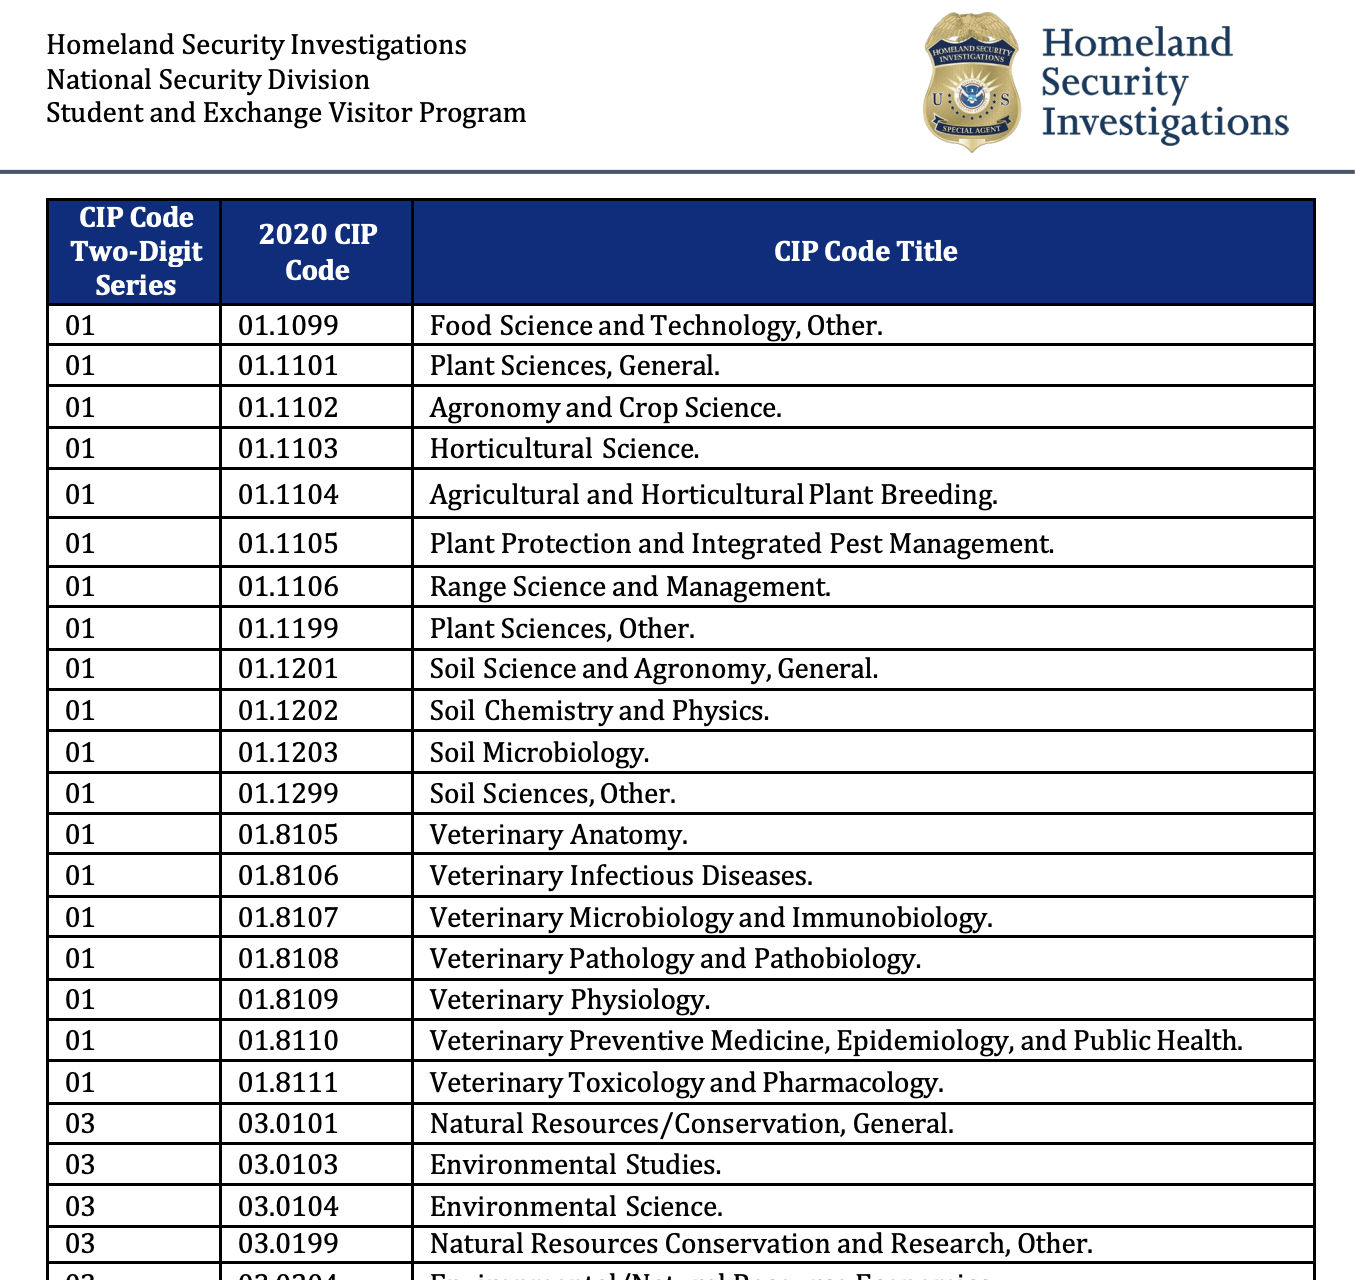 Homeland Security Investigations
National Security Division
Student and Exchange Visitor Program
HOMELAND SECURITY
INVESTIGATIONS
U S
SPECIAL AGENT
Homeland
Security
Investigations
CIP Code
Two-Digit
Series
2020 CIP
Code
CIP Code Title
01 01.1099 Food Science and Technology, Other.
01 01.1101 Plant Sciences, General.
01 01.1102 Agronomy and Crop Science.
01 01.1103 Horticultural Science.
01 01.1104 Agricultural and Horticultural Plant Breeding.
01 01.1105 Plant Protection and Integrated Pest Management.
01 01.1106 Range Science and Management.
01 01.1199 Plant Sciences, Other.
01 01.1201 Soil Science and Agronomy, General.
01 01.1202 Soil Chemistry and Physics.
01 01.1203 Soil Microbiology.
01 01.1299 Soil Sciences, Other.
01 01.8105 Veterinary Anatomy.
01 01.8106 Veterinary Infectious Diseases.
01 01.8107 Veterinary Microbiology and Immunobiology.
01 01.8108 Veterinary Pathology and Pathobiology.
01 01.8109 Veterinary Physiology.
01 01.8110 Veterinary Preventive Medicine, Epidemiology, and Public Health.
01 01.8111 Veterinary Toxicology and Pharmacology.
03 03.0101 Natural Resources/Conservation, General.
03 03.0103 Environmental Studies.
03 03.0104 Environmental Science.
03 03.0199 Natural Resources Conservation and Research, Other.